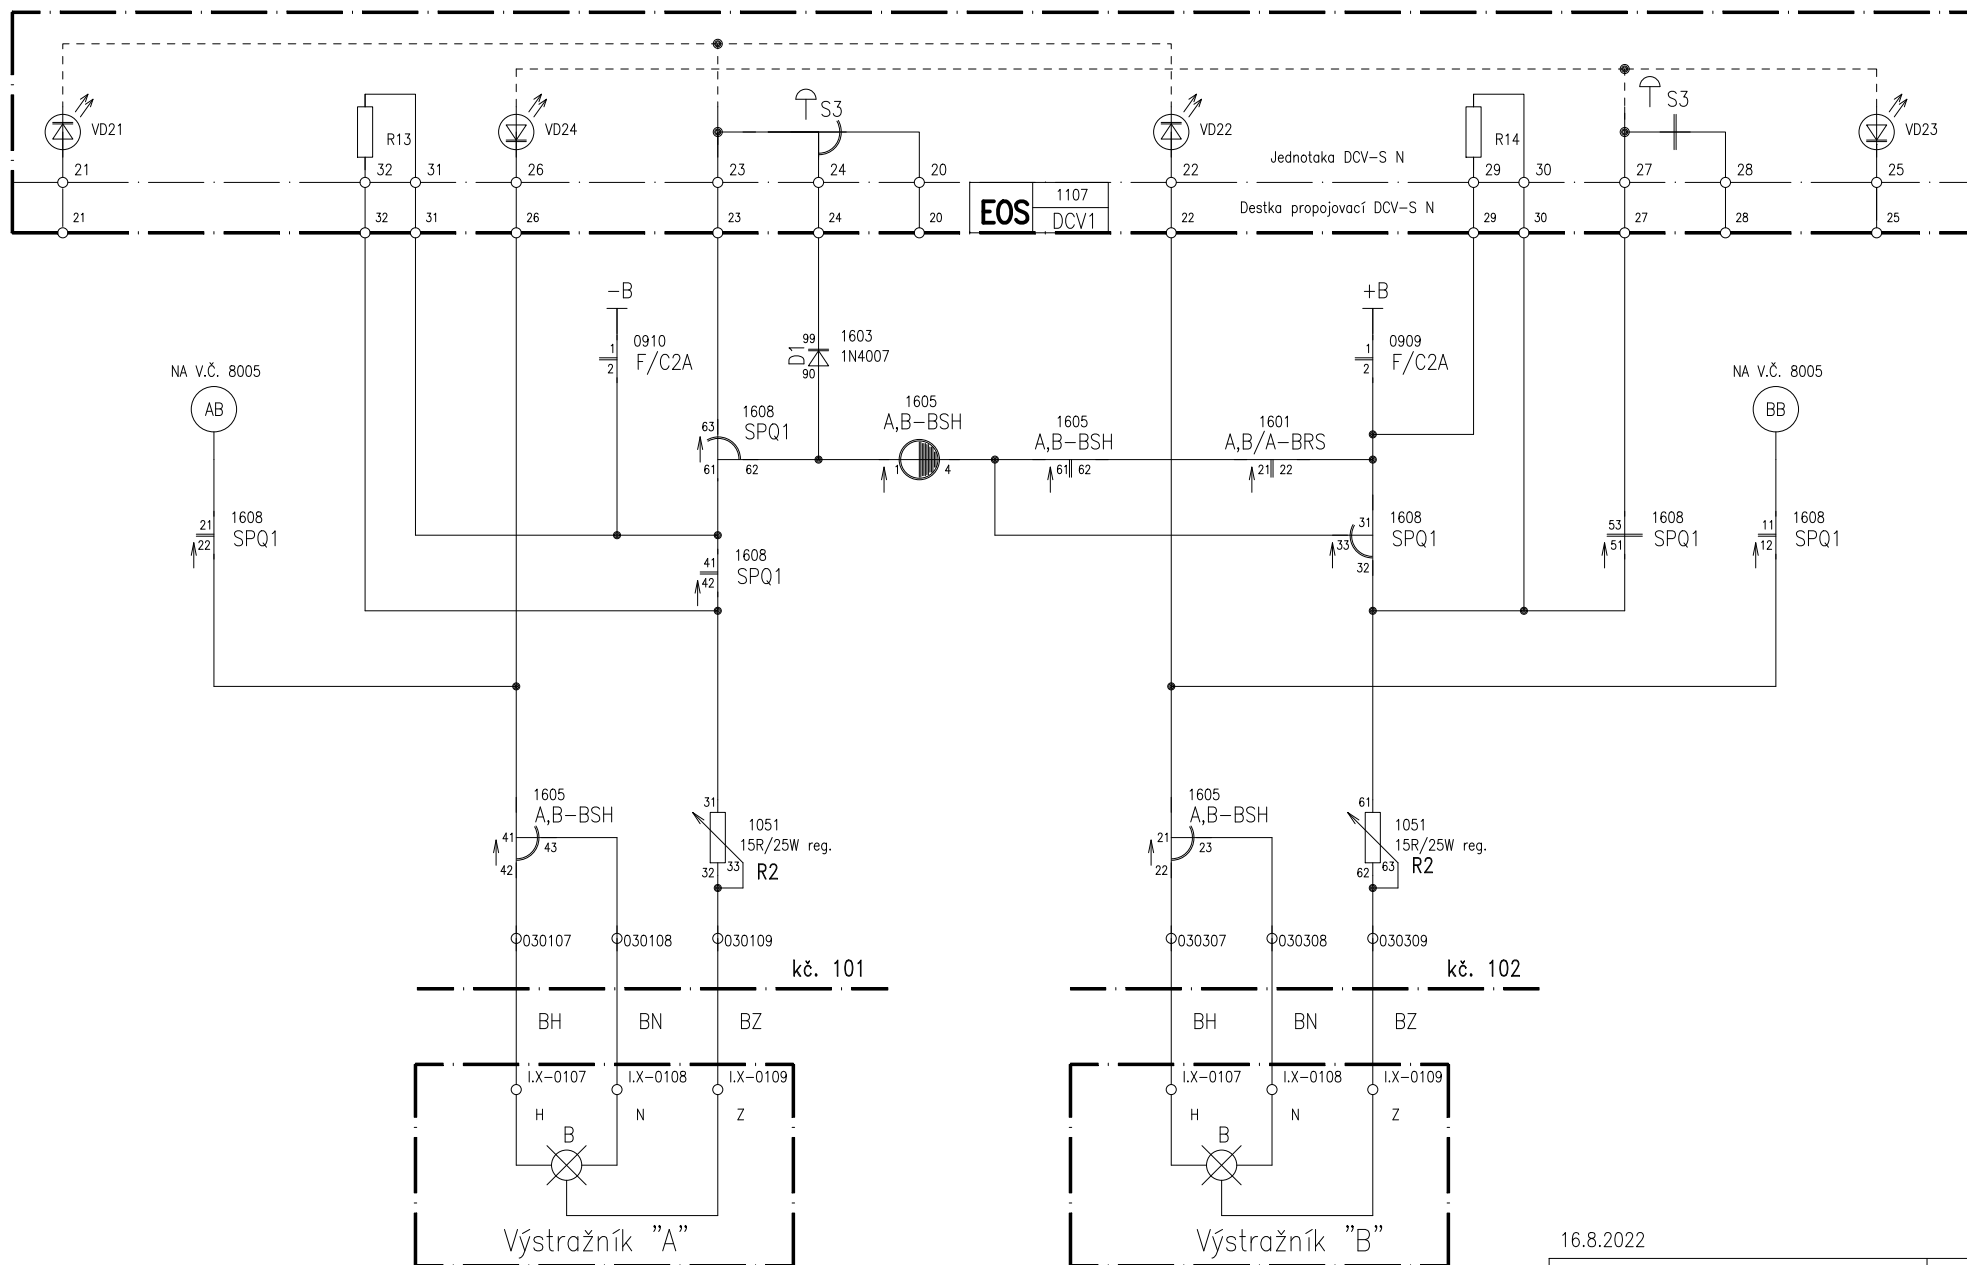 S3
S3
VD21
R13
VD24
VD22
R14
VD23
Jednotaka DCV-S N
21 32 31 26 23 24 20 22 29 30 27 28 25
EOS
1107
DCV1
Destka propojovací DCV-S N
21 32 31 26 23 24 20 22 29 30 27 28 25
-B
+B
1
2
0910
F/C2A
D1
99
90
1603
1N4007
1
2
0909
F/C2A
NA V.Č. 8005
AB
NA V.Č. 8005
BB
63
61
62
1608
SPQ1
1605
A,B-BSH
1
4
1605
A,B-BSH
61 62
1601
A,B/A-BRS
21 22
21
22
1608
SPQ1
41
42
1608
SPQ1
31
33
32
1608
SPQ1
53
51
1608
SPQ1
11
12
1608
SPQ1
1605
A,B-BSH
41
43
42
31
1051
15R/25W reg.
R2
33
32
1605
A,B-BSH
21
23
22
61
1051
15R/25W reg.
R2
63
62
030107
030108
030109
030307
030308
030309
kč. 101
kč. 102
BH BN BZ
BH BN BZ
I.X-0107 I.X-0108 I.X-0109
I.X-0107 I.X-0108 I.X-0109
H N Z
H N Z
B
B
Výstražník "A"
Výstražník "B"
16.8.2022